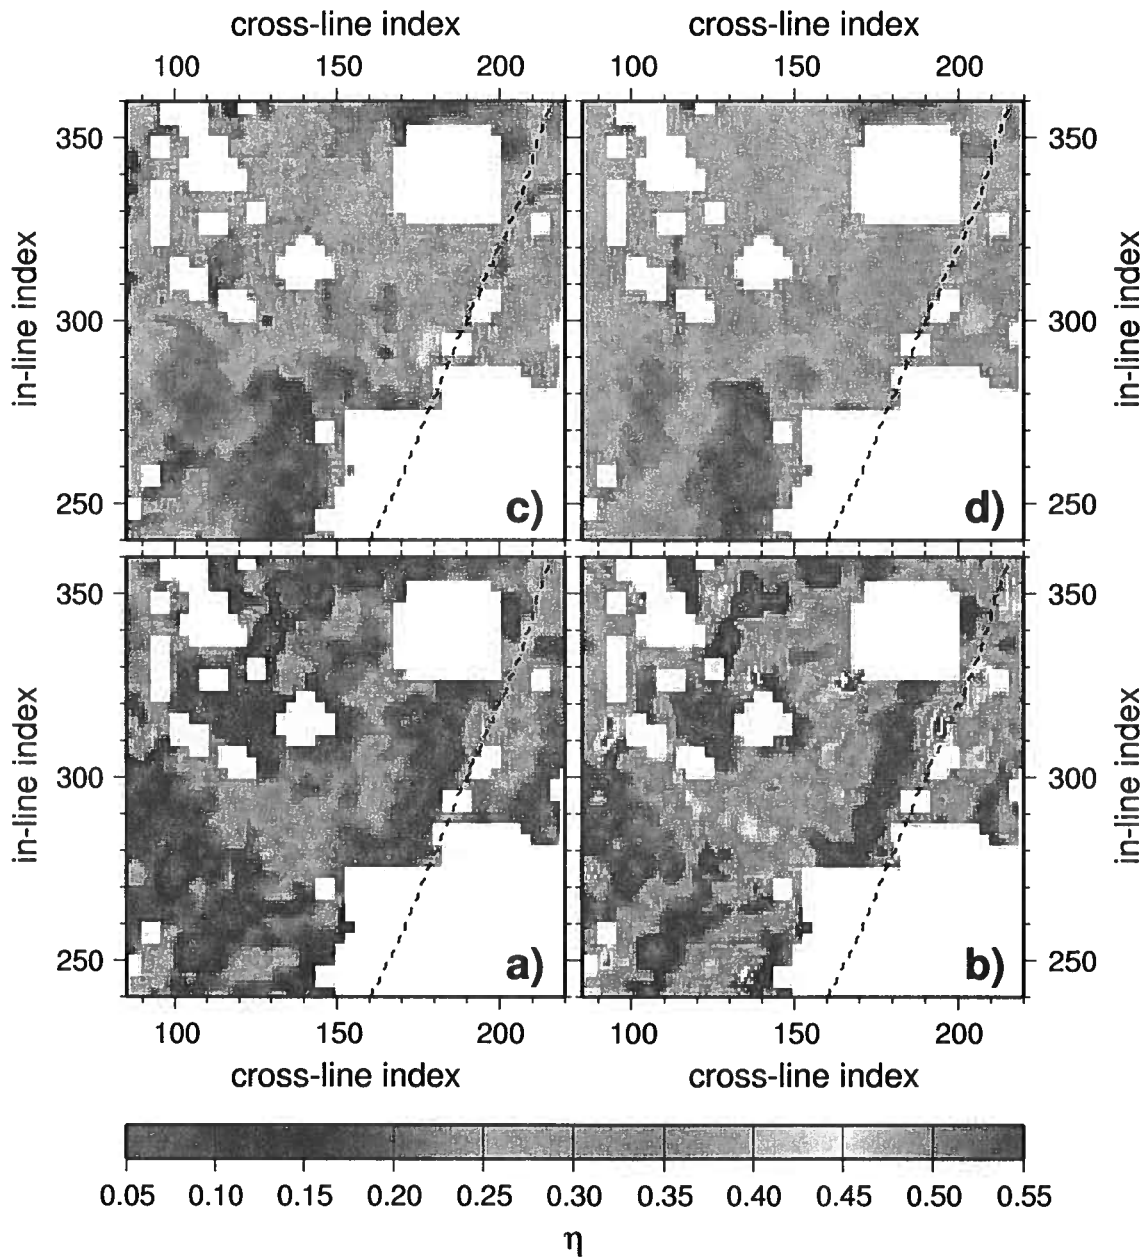 cross-line index cross-line index
100 150 200 100 150 200
350 350
300 300
250 250
in-line index in-line index
c) d)
350 350
300 300
250 250
in-line index in-line index
a) b)
100 150 200 100 150 200
cross-line index cross-line index
0.05 0.10 0.15 0.20 0.25 0.30 0.35 0.40 0.45 0.50 0.55
η